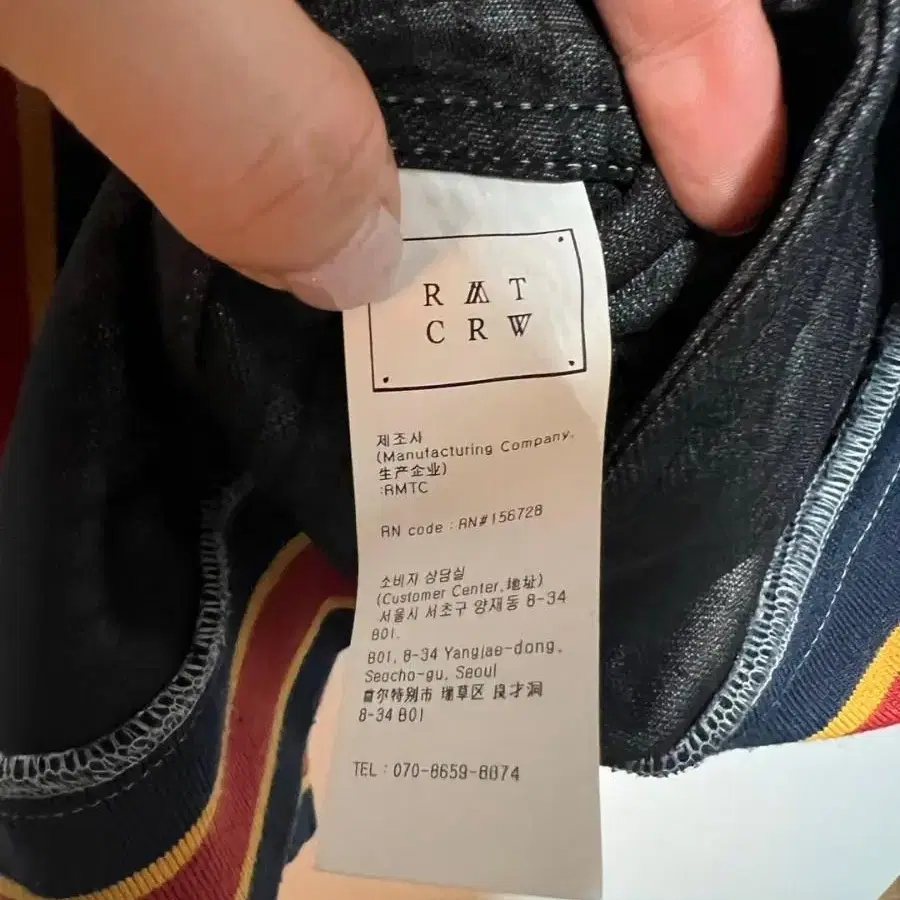 RMT
CRW
제조사
(Manufacturing Company,
生产企业)
:RMTC
RN code : RN#156728
소비자 상담실
(Customer Center,地址)
서울시 서초구 양재동 8-34
B01.
B01, 8-34 Yangjae-dong,
Seocho-gu, Seoul
首尔特别市 瑞草区 良才洞
8-34 B01
TEL : 070-8659-8874